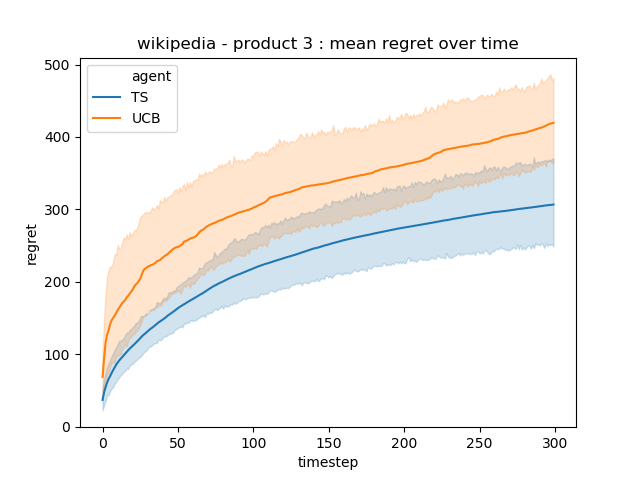 wikipedia - product 3 : mean regret over time
agent
TS
UCB
500
400
300
200
100
0
regret
0 50 100 150 200 250 300
timestep